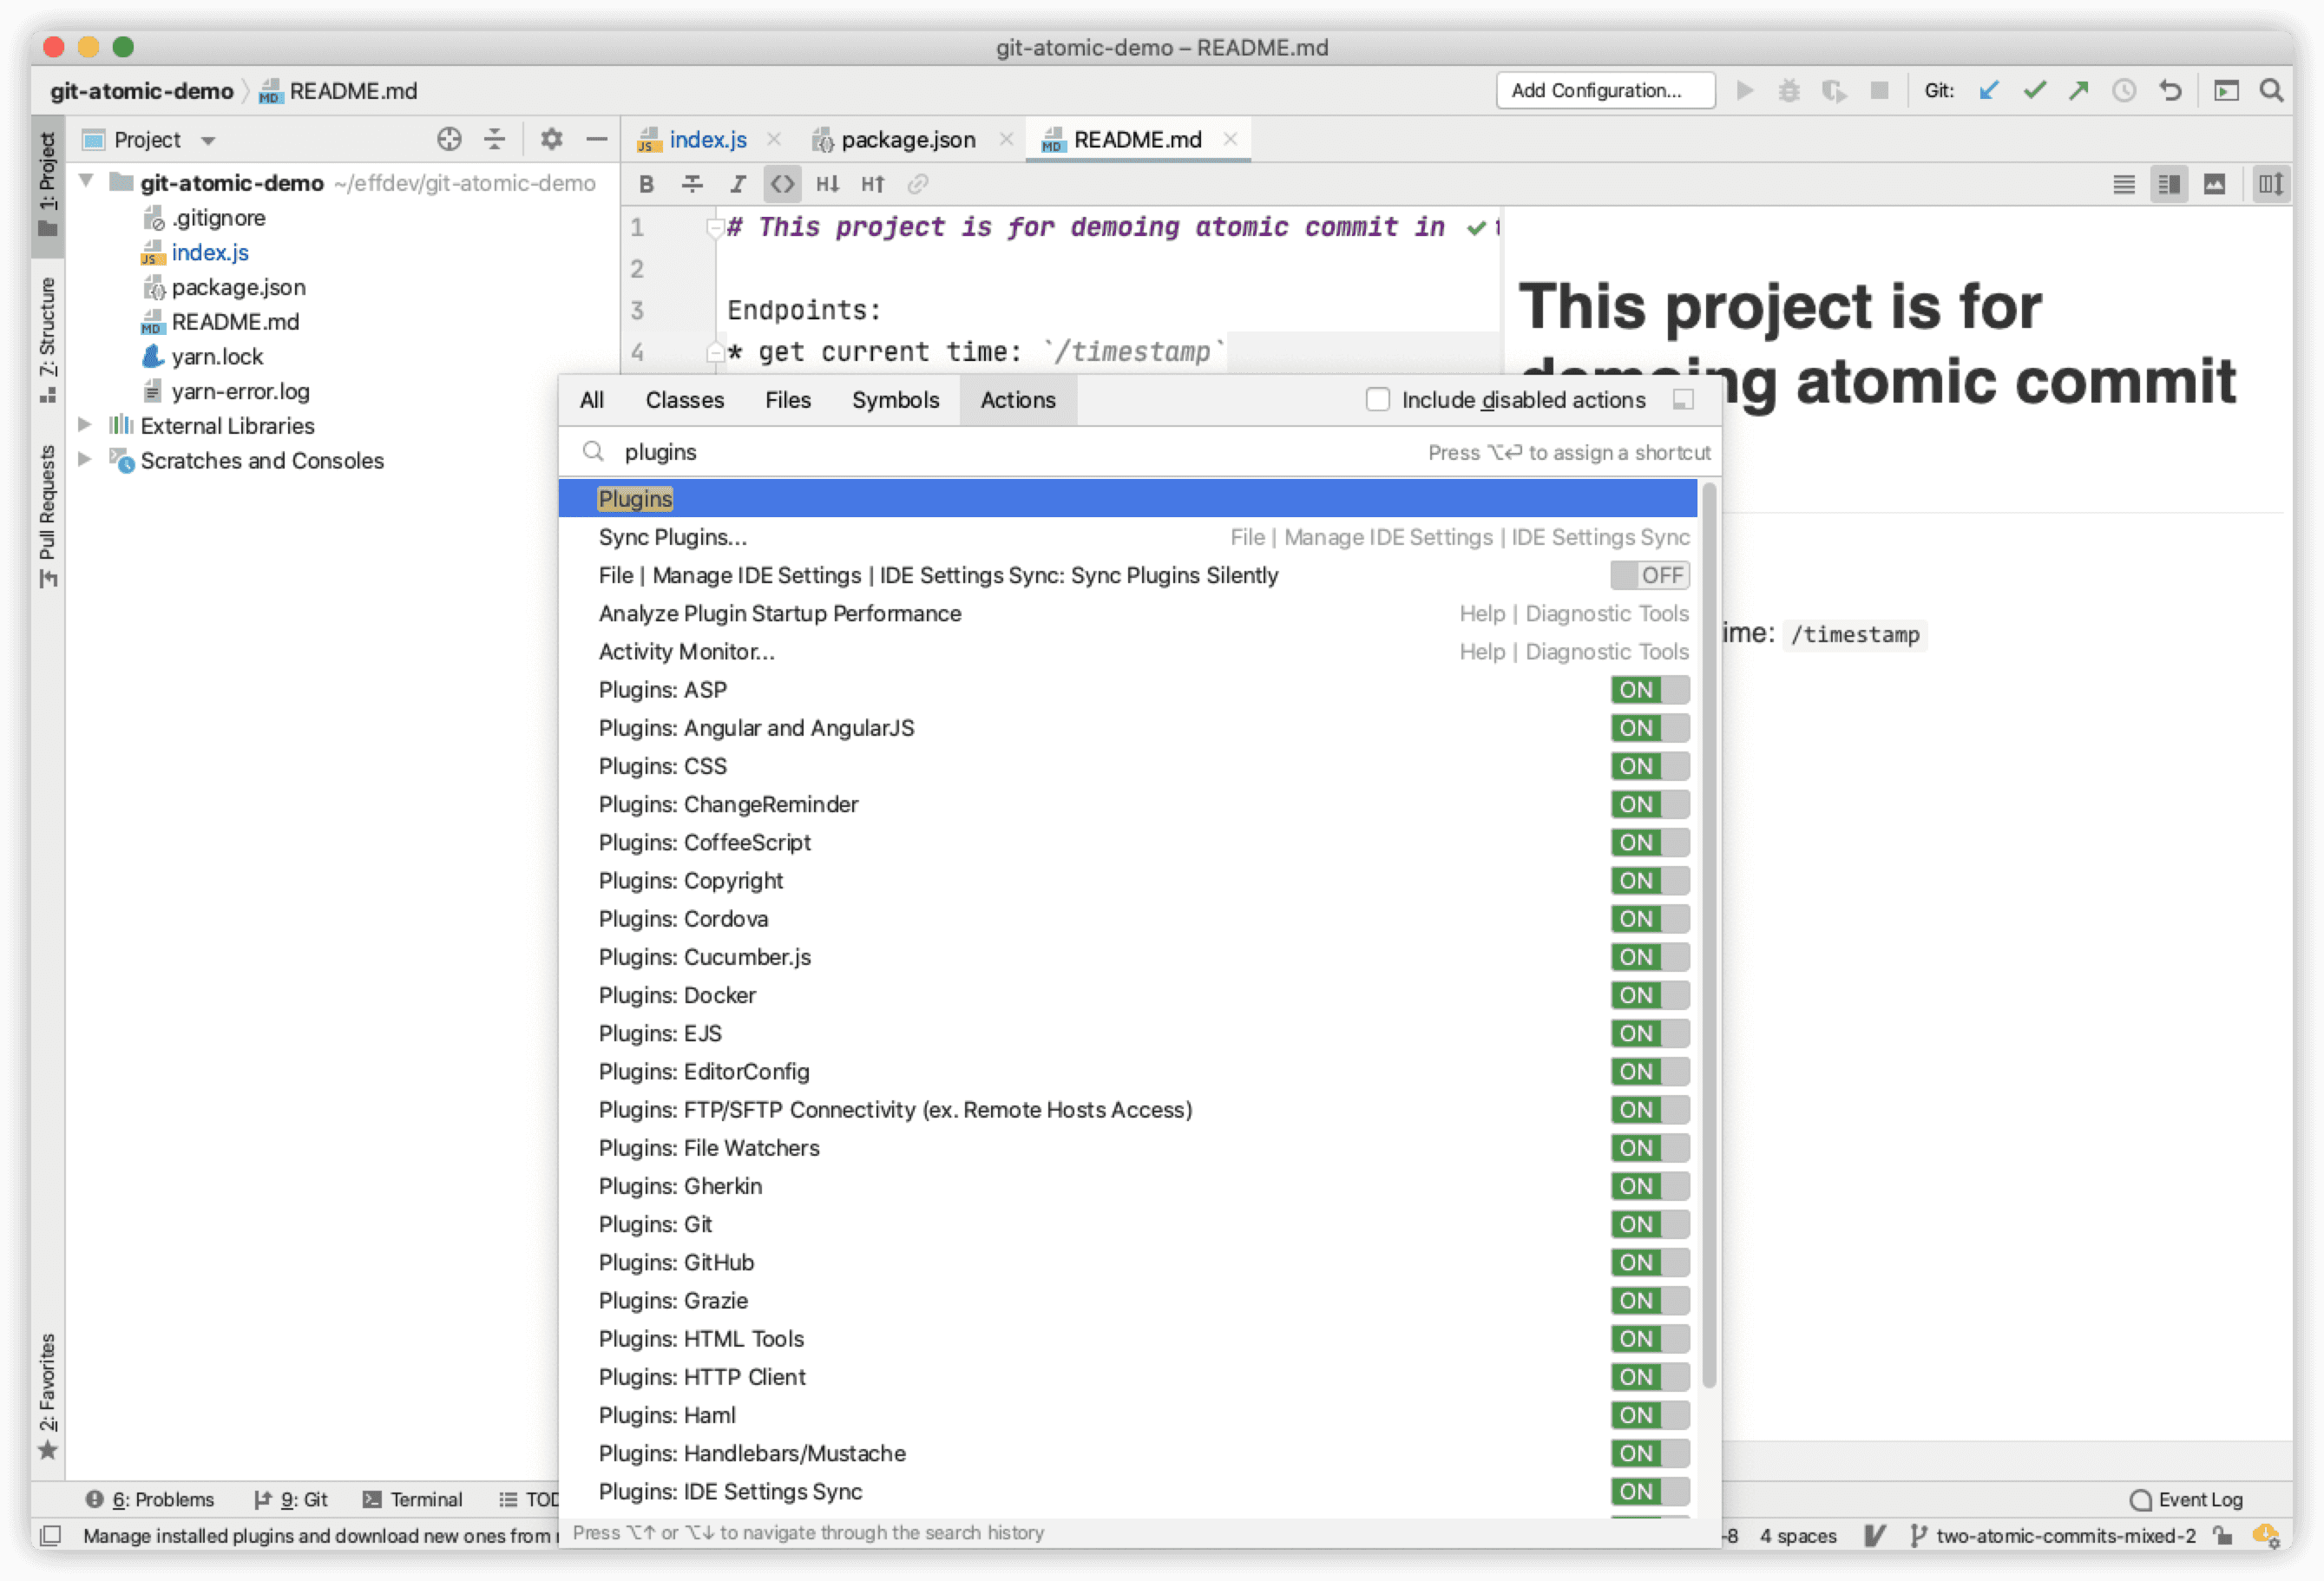 git-atomic-demo – README.md
git-atomic-demo README.md
Add Configuration...
Git:
1: Project
Z: Structure
Pull Requests
2: Favorites
Project
git-atomic-demo ~/effdev/git-atomic-demo
.gitignore
index.js
package.json
README.md
yarn.lock
yarn-error.log
External Libraries
Scratches and Consoles
index.js
package.json
README.md
B I <> H↓ H↑
1 # This project is for demoing atomic commit in
2
3 Endpoints:
4 * get current time: `/timestamp`
This project is for
demoing atomic commit
ime: /timestamp
All Classes Files Symbols Actions Include disabled actions
plugins Press ⌥↩ to assign a shortcut
Plugins
Sync Plugins... File | Manage IDE Settings | IDE Settings Sync
File | Manage IDE Settings | IDE Settings Sync: Sync Plugins Silently OFF
Analyze Plugin Startup Performance Help | Diagnostic Tools
Activity Monitor... Help | Diagnostic Tools
Plugins: ASP ON
Plugins: Angular and AngularJS ON
Plugins: CSS ON
Plugins: ChangeReminder ON
Plugins: CoffeeScript ON
Plugins: Copyright ON
Plugins: Cordova ON
Plugins: Cucumber.js ON
Plugins: Docker ON
Plugins: EJS ON
Plugins: EditorConfig ON
Plugins: FTP/SFTP Connectivity (ex. Remote Hosts Access) ON
Plugins: File Watchers ON
Plugins: Gherkin ON
Plugins: Git ON
Plugins: GitHub ON
Plugins: Grazie ON
Plugins: HTML Tools ON
Plugins: HTTP Client ON
Plugins: Haml ON
Plugins: Handlebars/Mustache ON
Plugins: IDE Settings Sync ON
Press ⌥↑ or ⌥↓ to navigate through the search history
6: Problems 9: Git Terminal TOD
Event Log
Manage installed plugins and download new ones from
-8 4 spaces two-atomic-commits-mixed-2